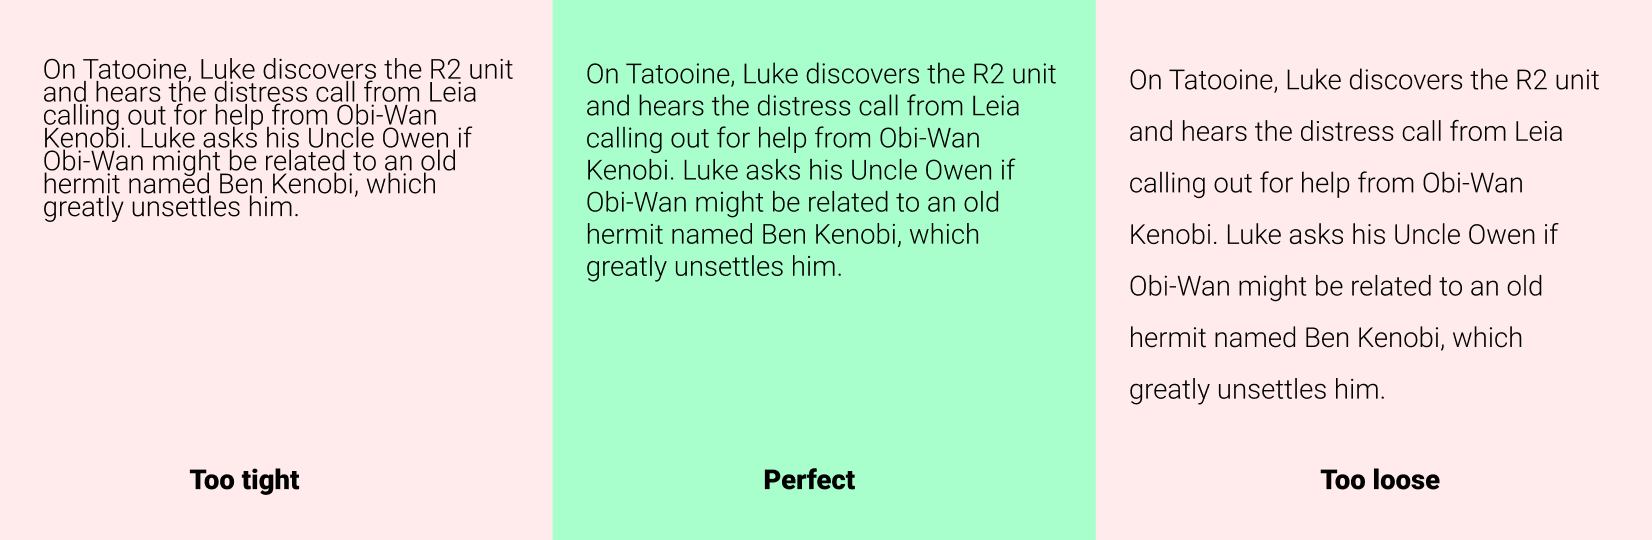 On Tatooine, Luke discovers the R2 unit
and hears the distress call from Leia
calling out for help from Obi-Wan
Kenobi. Luke asks his Uncle Owen if
Obi-Wan might be related to an old
hermit named Ben Kenobi, which
greatly unsettles him.
Too tight
On Tatooine, Luke discovers the R2 unit
and hears the distress call from Leia
calling out for help from Obi-Wan
Kenobi. Luke asks his Uncle Owen if
Obi-Wan might be related to an old
hermit named Ben Kenobi, which
greatly unsettles him.
Perfect
On Tatooine, Luke discovers the R2 unit
and hears the distress call from Leia
calling out for help from Obi-Wan
Kenobi. Luke asks his Uncle Owen if
Obi-Wan might be related to an old
hermit named Ben Kenobi, which
greatly unsettles him.
Too loose